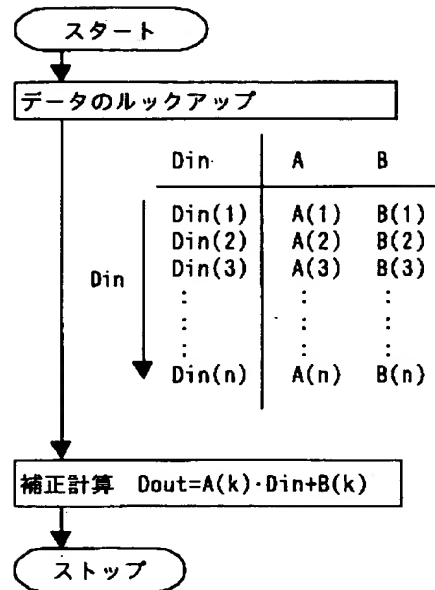 スタート
データのルックアップ
Din A B
Din(1) A(1) B(1)
Din(2) A(2) B(2)
Din
Din(3) A(3) B(3)
: : :
: : :
Din(n) A(n) B(n)
補正計算 Dout=A(k)·Din+B(k)
ストップ